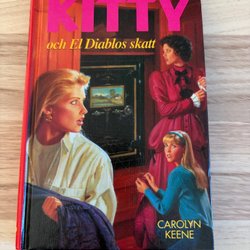 KITTY
och El Diablos skatt
CAROLYN
KEENE